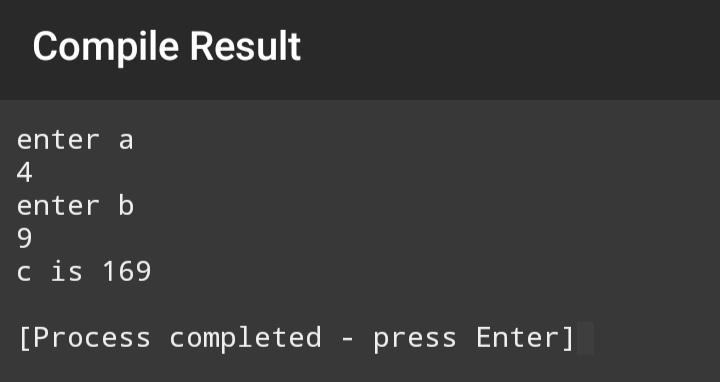 Compile Result
enter a
4
enter b
9
c is 169
[Process completed - press Enter]